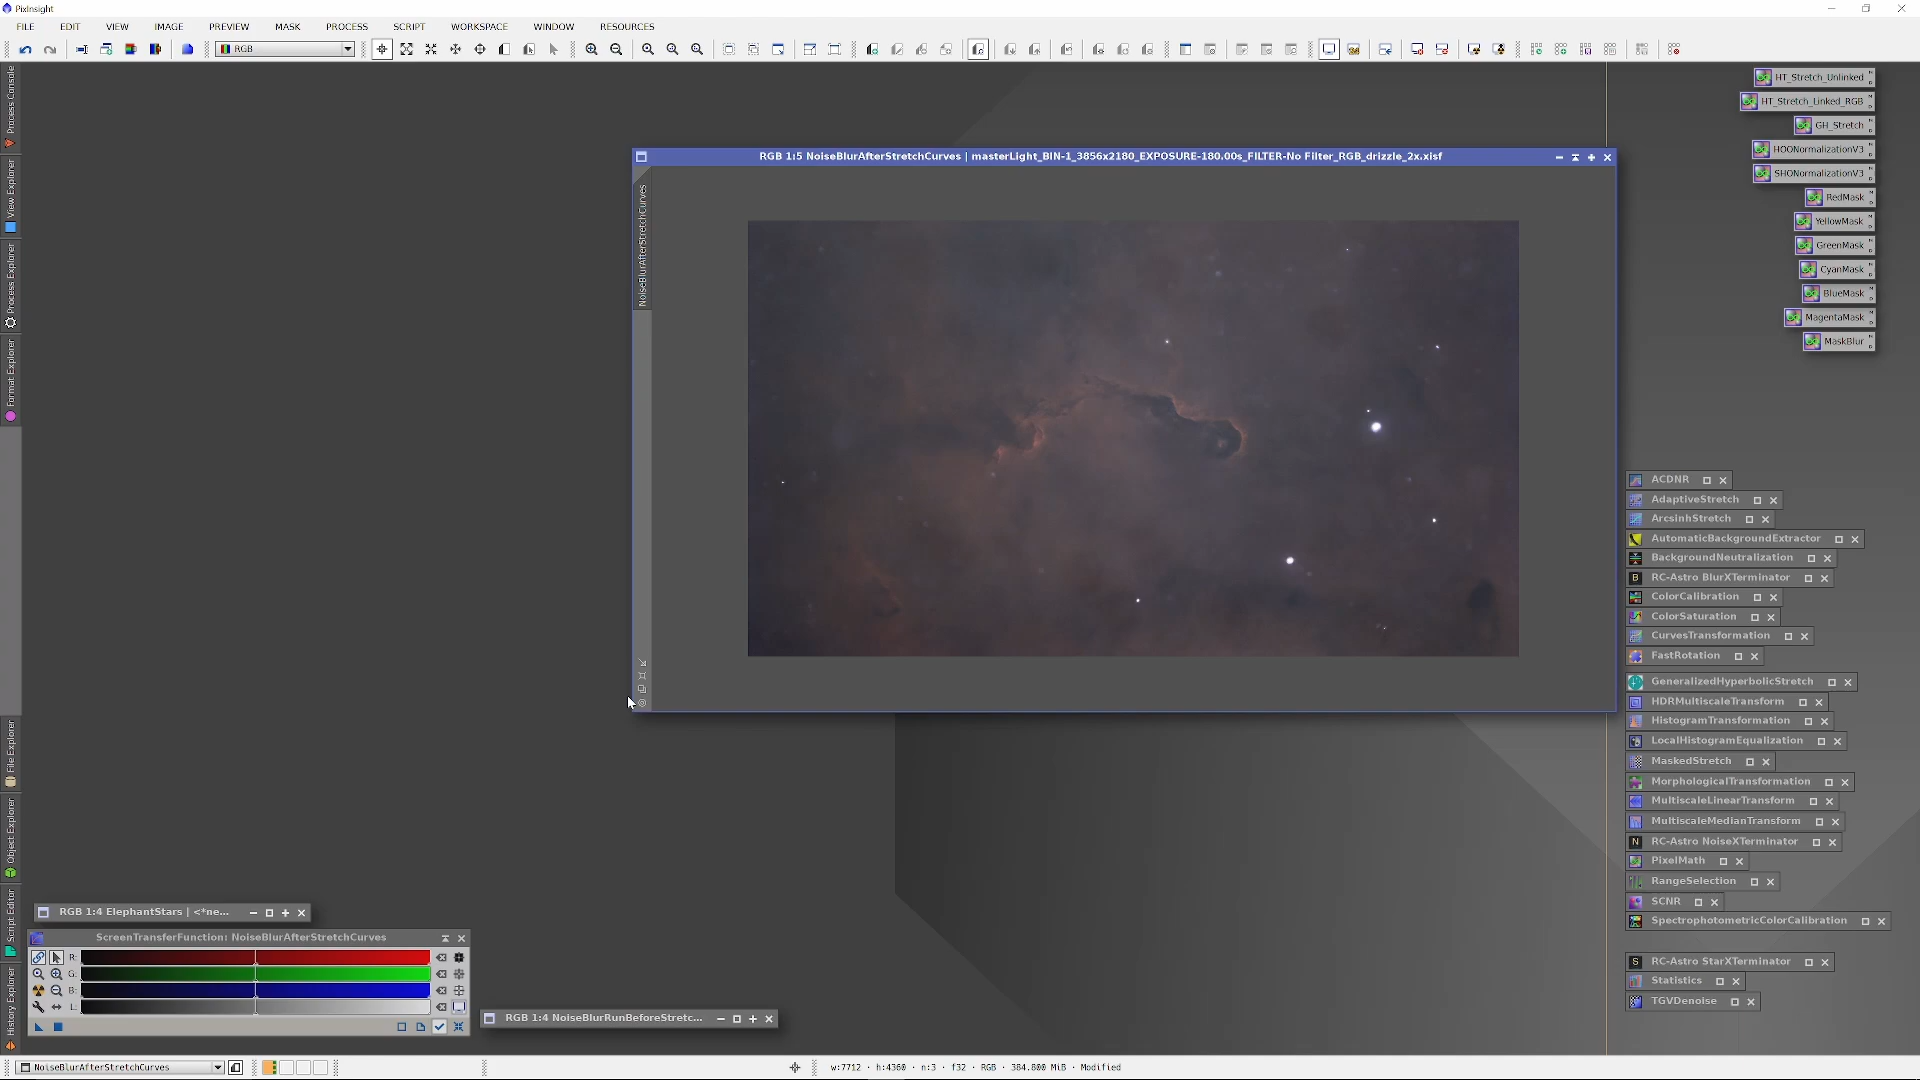 PixInsight
FILE EDIT VIEW IMAGE PREVIEW MASK PROCESS SCRIPT WORKSPACE WINDOW RESOURCES
RGB
Process Console
View Explorer
Process Explorer
Format Explorer
File Explorer
Object Explorer
Script Editor
History Explorer
RGB 1:5 NoiseBlurAfterStretchCurves | masterLight_BIN-1_3856x2180_EXPOSURE-180.00s_FILTER-No Filter_RGB_drizzle_2x.xisf
NoiseBlurAfterStretchCurves
HT_Stretch_Unlinked
HT_Stretch_Linked_RGB
GH_Stretch
HOONormalizationV3
SHONormalizationV3
RedMask
YellowMask
GreenMask
CyanMask
BlueMask
MagentaMask
MaskBlur
ACDNR
AdaptiveStretch
ArcsinhStretch
AutomaticBackgroundExtractor
BackgroundNeutralization
B RC-Astro BlurXTerminator
ColorCalibration
ColorSaturation
CurvesTransformation
FastRotation
GeneralizedHyperbolicStretch
HDRMultiscaleTransform
HistogramTransformation
LocalHistogramEqualization
MaskedStretch
MorphologicalTransformation
MultiscaleLinearTransform
MultiscaleMedianTransform
N RC-Astro NoiseXTerminator
PixelMath
RangeSelection
SCNR
SpectrophotometricColorCalibration
S RC-Astro StarXTerminator
Statistics
TGVDenoise
RGB 1:4 ElephantStars | <*ne...
ScreenTransferFunction: NoiseBlurAfterStretchCurves
R:
G:
B:
L:
RGB 1:4 NoiseBlurRunBeforeStretc...
NoiseBlurAfterStretchCurves
w:7712 · h:4360 · n:3 · f32 · RGB · 384.800 MiB · Modified